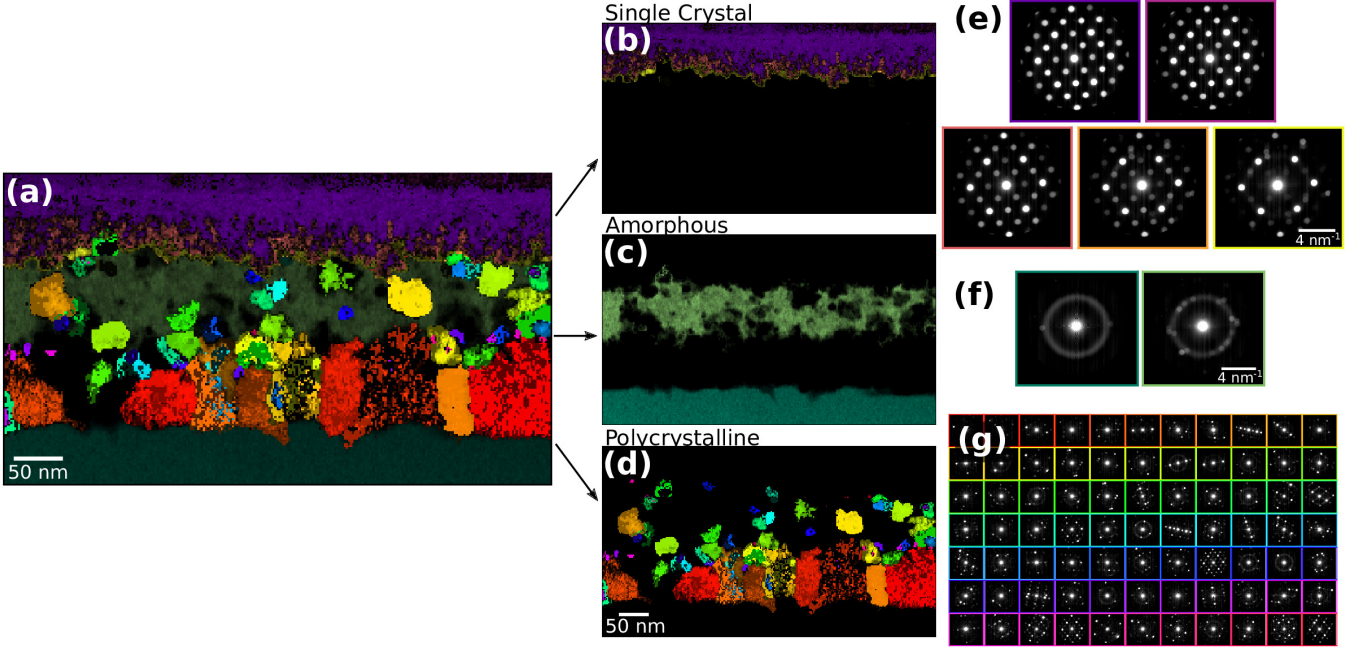 (a)
50 nm
Single Crystal
(b)
Amorphous
(c)
Polycrystalline
(d)
50 nm
(e)
4 nm⁻¹
(f)
4 nm⁻¹
(g)